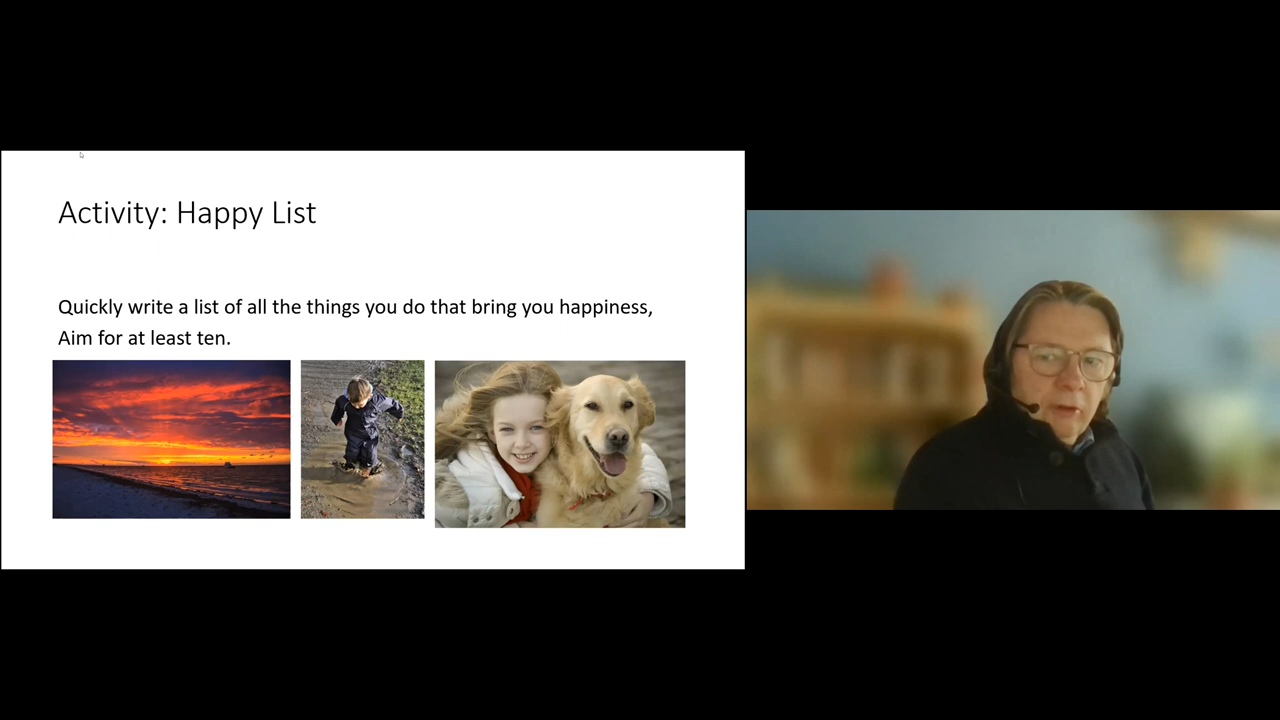 Activity: Happy List
Quickly write a list of all the things you do that bring you happiness,
Aim for at least ten.